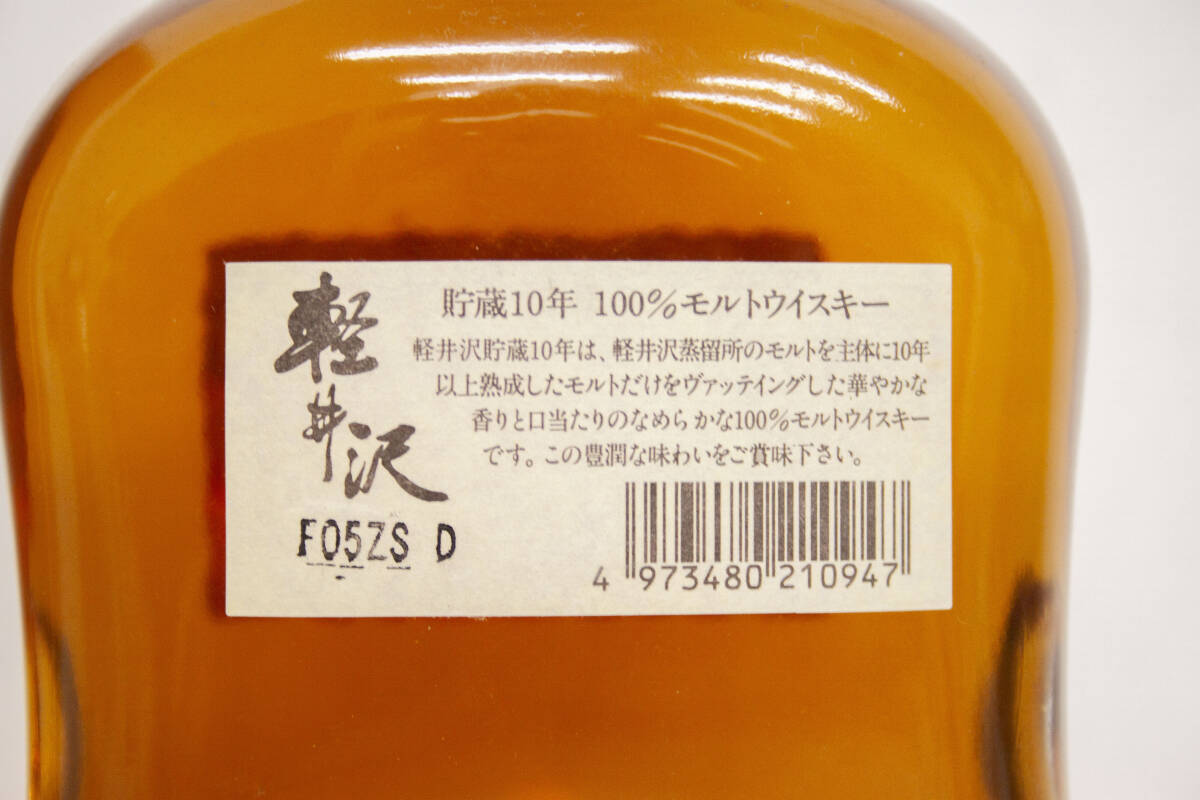 軽井沢
貯蔵10年 100%モルトウイスキー
軽井沢貯蔵10年は、軽井沢蒸留所のモルトを主体に10年
以上熟成したモルトだけをヴァッテイングした華やかな
香りと口当たりのなめらかな100%モルトウイスキー
です。この豊潤な味わいをご賞味下さい。
F05ZS D
4 973480 210947